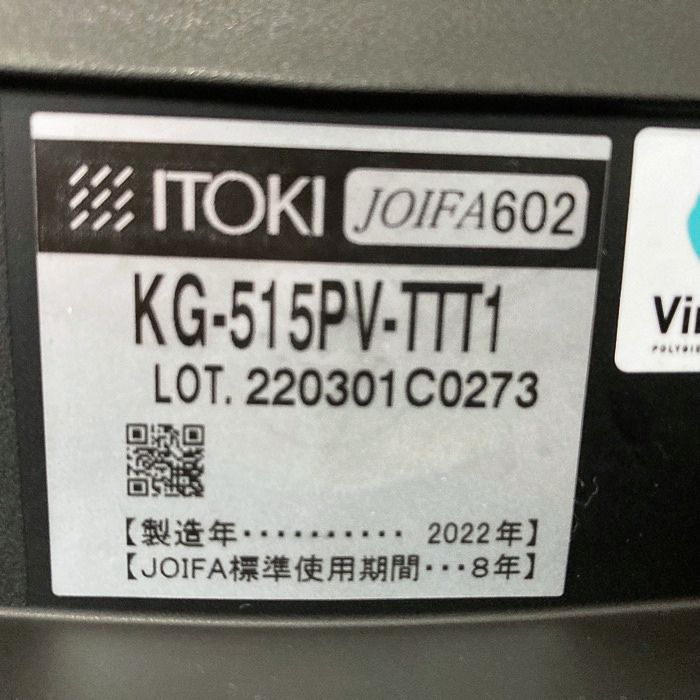 ITOKI JOIFA602
KG-515PV-TTT1
LOT. 220301C0273
【製造年・・・・・・・・・・ 2022年】
【JOIFA標準使用期間・・・8年】